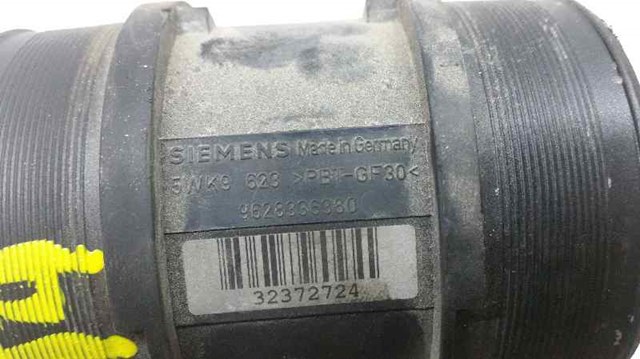 SIEMENS Made in Germany
5WK9 623 >PBT-GF30<
9628336380
32372724